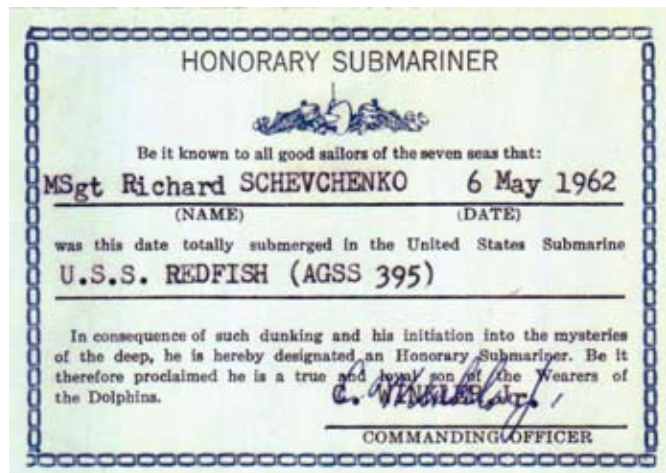 HONORARY SUBMARINER
Be it known to all good sailors of the seven seas that:
MSgt Richard SCHEVCHENKO 6 May 1962
(NAME) (DATE)
was this date totally submerged in the United States Submarine
U.S.S. REDFISH (AGSS 395)
In consequence of such dunking and his initiation into the mysteries
of the deep, he is hereby designated an Honorary Submariner. Be it
therefore proclaimed he is a true and loyal son of the Wearers of
the Dolphins. C. WINKLER, Jr.
COMMANDING OFFICER